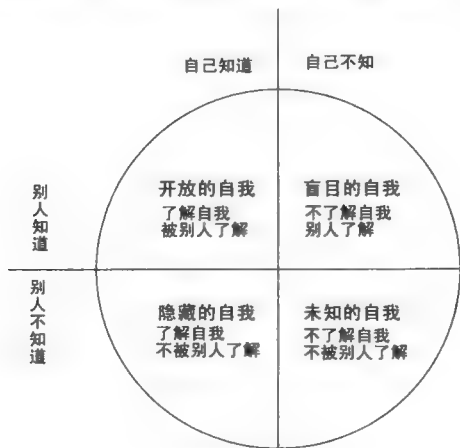 自己知道
自己不知
别人知道
开放的自我
了解自我
被别人了解
盲目的自我
不了解自我
别人了解
别人不知道
隐藏的自我
了解自我
不被别人了解
未知的自我
不了解自我
不被别人了解